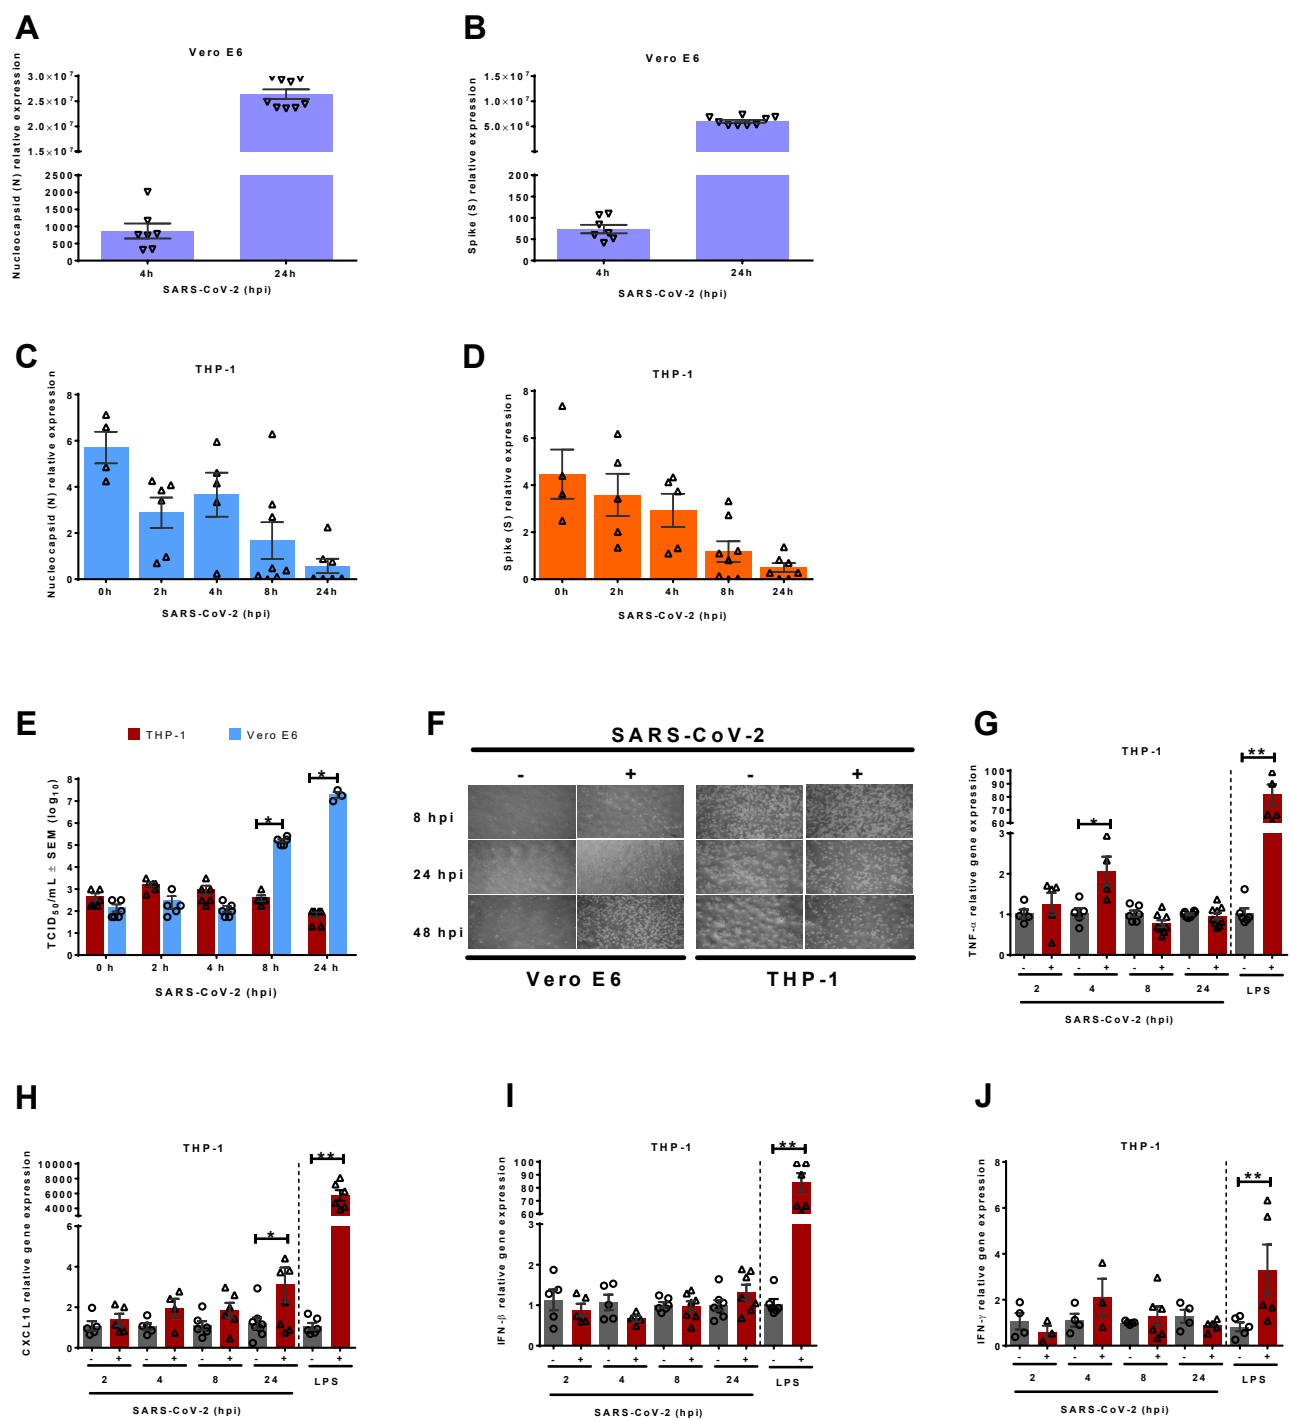 A
Vero E6
Nucleocapsid (N) relative expression
3.0×10⁷
2.5×10⁷
2.0×10⁷
1.5×10⁷
2500
2000
1500
1000
500
0
4h 24h
SARS-CoV-2 (hpi)
B
Vero E6
Spike (S) relative expression
1.5×10⁷
1.0×10⁷
5.0×10⁶
200
150
100
50
0
4h 24h
SARS-CoV-2 (hpi)
C
THP-1
Nucleocapsid (N) relative expression
8
6
4
2
0
0h 2h 4h 8h 24h
SARS-CoV-2 (hpi)
D
THP-1
Spike (S) relative expression
8
6
4
2
0
0h 2h 4h 8h 24h
SARS-CoV-2 (hpi)
E
THP-1 Vero E6
TCID₅₀/mL ± SEM (log₁₀)
8
7
6
5
4
3
2
1
0
* *
0 h 2 h 4 h 8 h 24 h
SARS-CoV-2 (hpi)
F
SARS-CoV-2
- + - +
8 hpi
24 hpi
48 hpi
Vero E6 THP-1
G
THP-1
TNF-α relative gene expression
100
90
80
70
60
3
2
1
0
* **
- + - + - + - + - +
2 4 8 24 LPS
SARS-CoV-2 (hpi)
H
THP-1
CXCL10 relative gene expression
10000
8000
6000
4000
6
4
2
0
* **
- + - + - + - + - +
2 4 8 24 LPS
SARS-CoV-2 (hpi)
I
THP-1
IFN-β relative gene expression
100
90
80
70
60
3
2
1
0
**
- + - + - + - + - +
2 4 8 24 LPS
SARS-CoV-2 (hpi)
J
THP-1
IFN-γ relative gene expression
8
6
4
2
0
**
- + - + - + - + - +
2 4 8 24 LPS
SARS-CoV-2 (hpi)